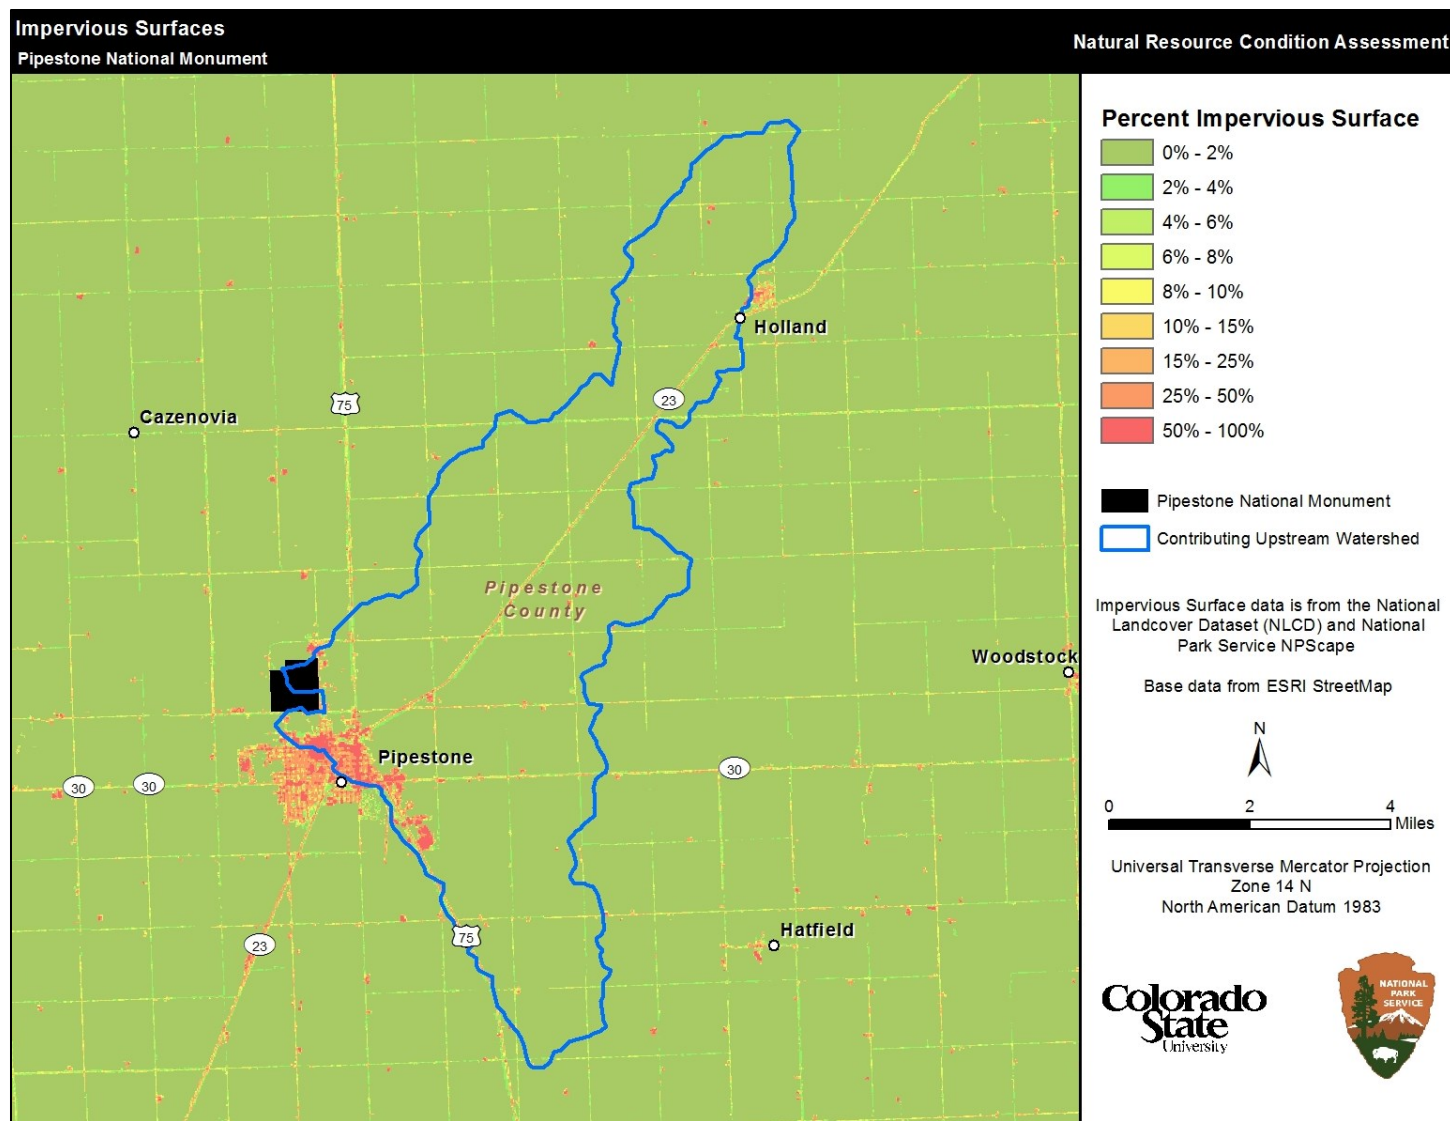 Impervious Surfaces
Pipestone National Monument
Natural Resource Condition Assessment
Holland
75
23
Cazenovia
Pipestone
County
Woodstock
Pipestone
30
30
30
Hatfield
75
23
Percent Impervious Surface
0% - 2%
2% - 4%
4% - 6%
6% - 8%
8% - 10%
10% - 15%
15% - 25%
25% - 50%
50% - 100%
Pipestone National Monument
Contributing Upstream Watershed
Impervious Surface data is from the National
Landcover Dataset (NLCD) and National
Park Service NPScape
Base data from ESRI StreetMap
N
0 2 4
Miles
Universal Transverse Mercator Projection
Zone 14 N
North American Datum 1983
Colorado
State
University
NATIONAL
PARK
SERVICE